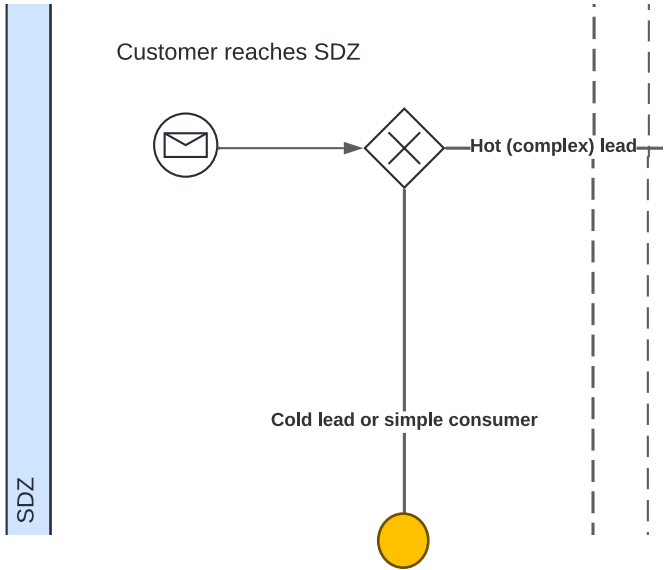 Customer reaches SDZ
Hot (complex) lead
Cold lead or simple consumer
SDZ